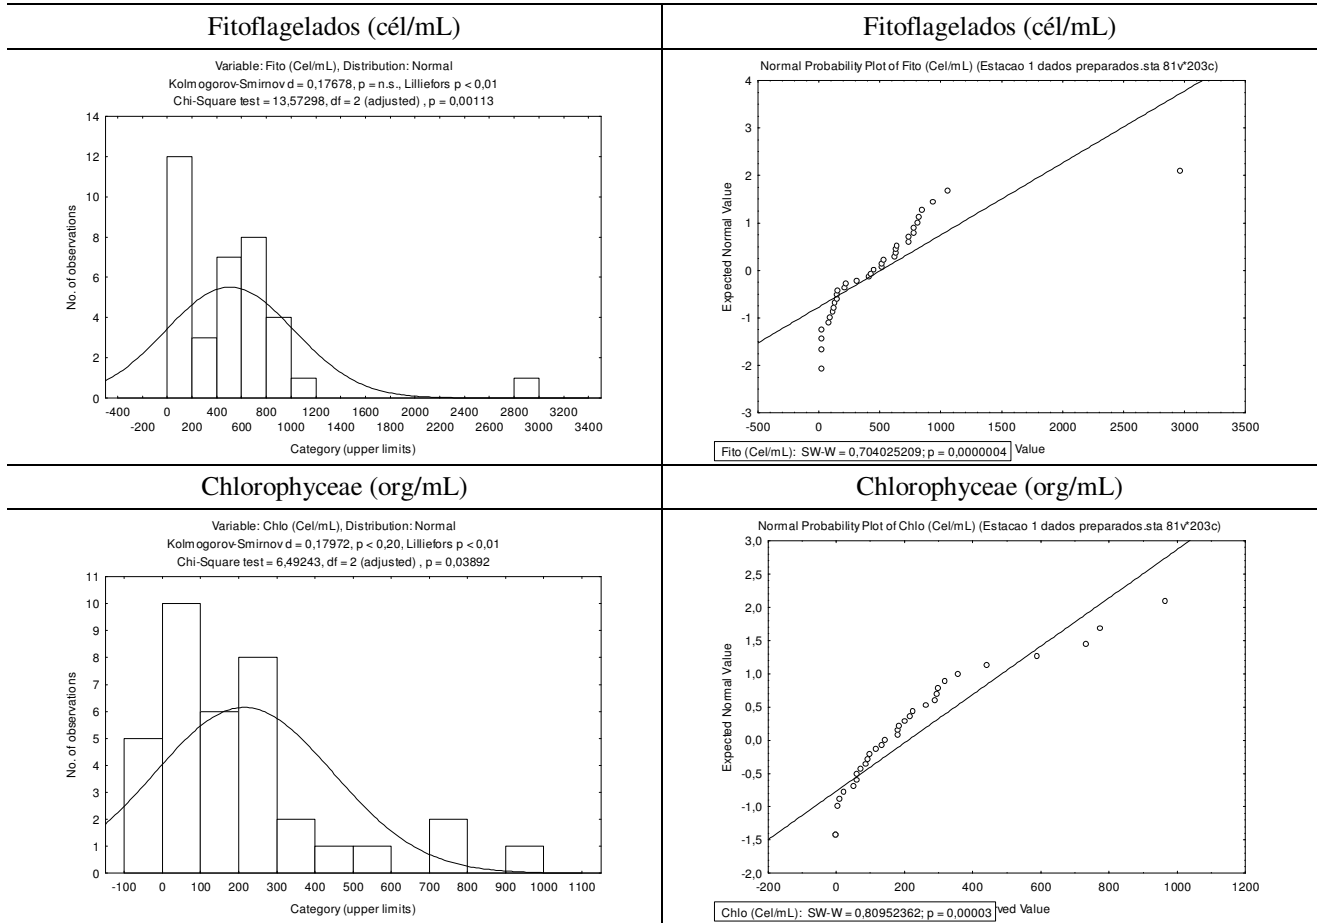 Fitoflagelados (cél/mL)
Fitoflagelados (cél/mL)
Variable: Fito (Cel/mL), Distribution: Normal
Kolmogorov-Smirnov d = 0,17678, p = n.s., Lilliefors p < 0,01
Chi-Square test = 13,57298, df = 2 (adjusted) , p = 0,00113
14
12
10
8
6
4
2
0
No. of observations
-400 0 400 800 1200 1600 2000 2400 2800 3200
-200 200 600 1000 1400 1800 2200 2600 3000 3400
Category (upper limits)
Normal Probability Plot of Fito (Cel/mL) (Estacao 1 dados preparados.sta 81v*203c)
4
3
2
1
0
-1
-2
-3
Expected Normal Value
-500 0 500 1000 1500 2000 2500 3000 3500
Fito (Cel/mL): SW-W = 0,704025209; p = 0,0000004 Value
Chlorophyceae (org/mL)
Chlorophyceae (org/mL)
Variable: Chlo (Cel/mL), Distribution: Normal
Kolmogorov-Smirnov d = 0,17972, p < 0,20, Lilliefors p < 0,01
Chi-Square test = 6,49243, df = 2 (adjusted) , p = 0,03892
11
10
9
8
7
6
5
4
3
2
1
0
No. of observations
-100 0 100 200 300 400 500 600 700 800 900 1000 1100
Category (upper limits)
Normal Probability Plot of Chlo (Cel/mL) (Estacao 1 dados preparados.sta 81v*203c)
3,0
2,5
2,0
1,5
1,0
0,5
0,0
-0,5
-1,0
-1,5
-2,0
Expected Normal Value
-200 0 200 400 600 800 1000 1200
Chlo (Cel/mL): SW-W = 0,80952362; p = 0,00003 ved Value